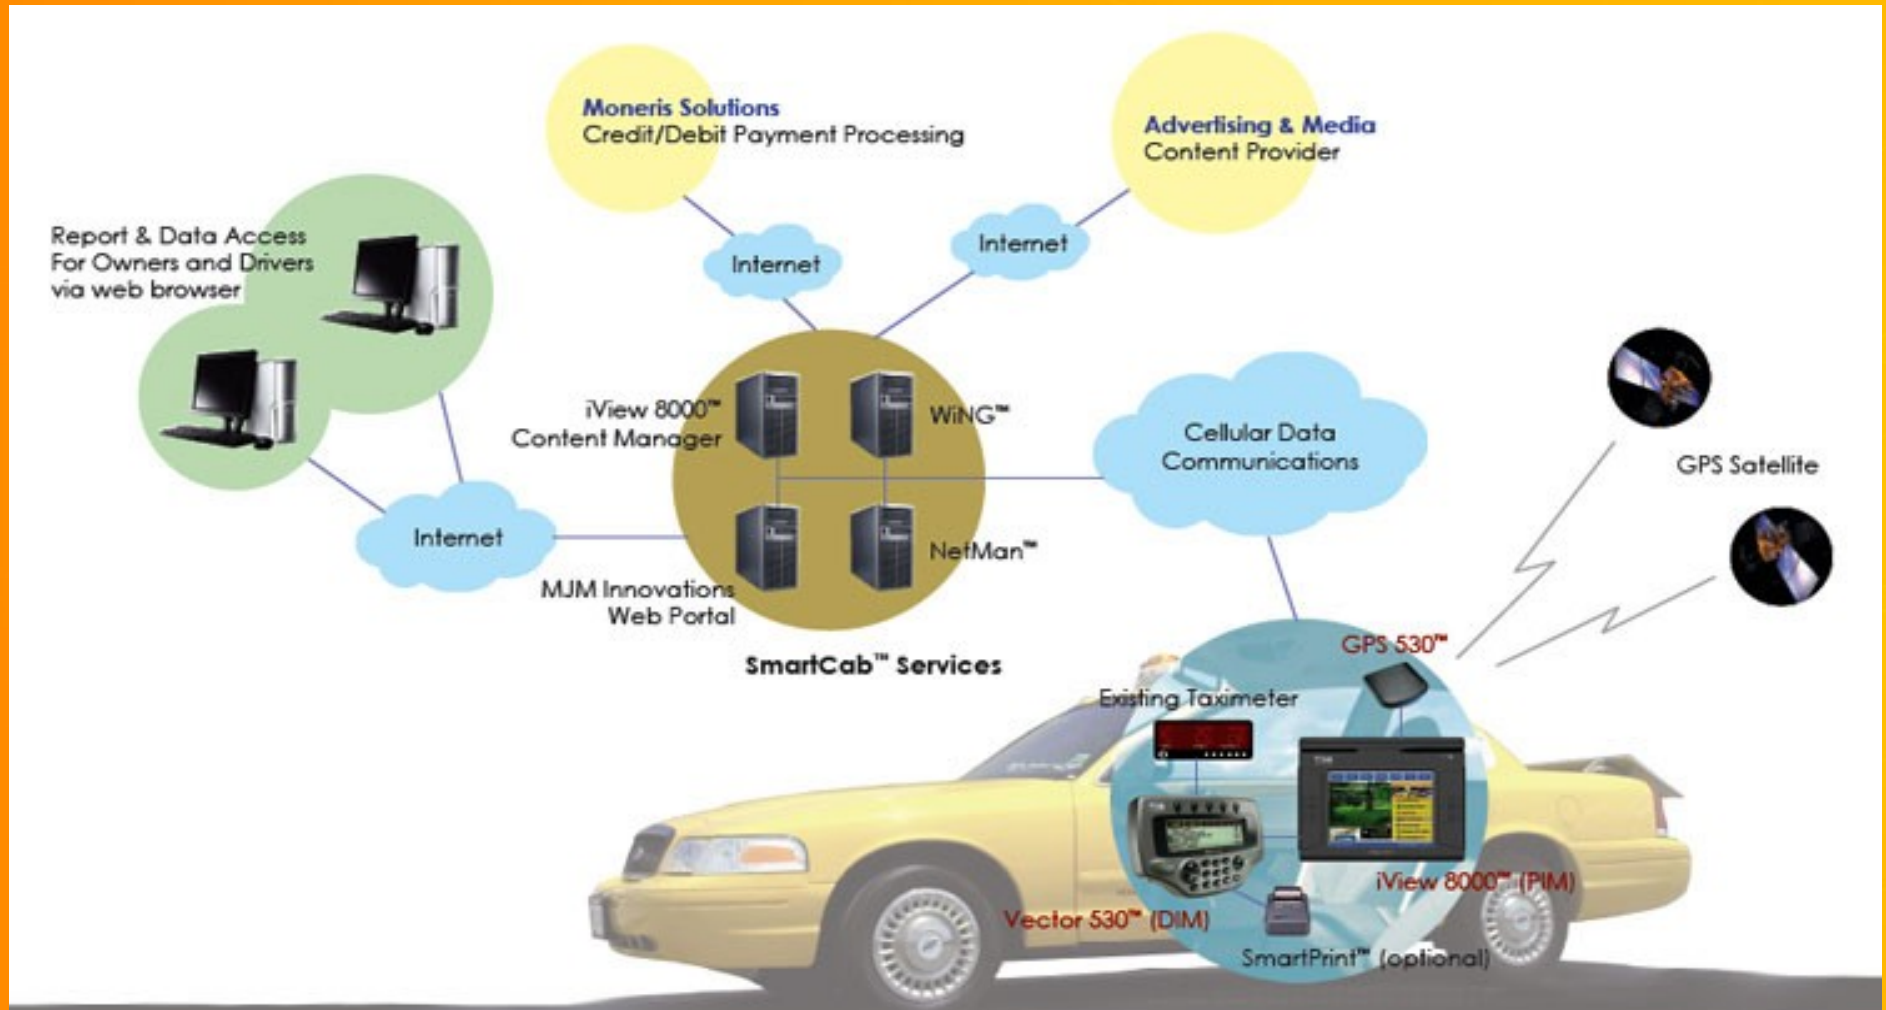 Moneris Solutions
Credit/Debit Payment Processing
Advertising & Media
Content Provider
Report & Data Access
For Owners and Drivers
via web browser
Internet
Internet
iView 8000™
Content Manager
WiNG™
Cellular Data
Communications
GPS Satellite
Internet
NetMan™
MJM Innovations
Web Portal
SmartCab™ Services
GPS 530™
Existing Taximeter
iView 8000™ (PIM)
Vector 530™ (DIM)
SmartPrint™ (optional)